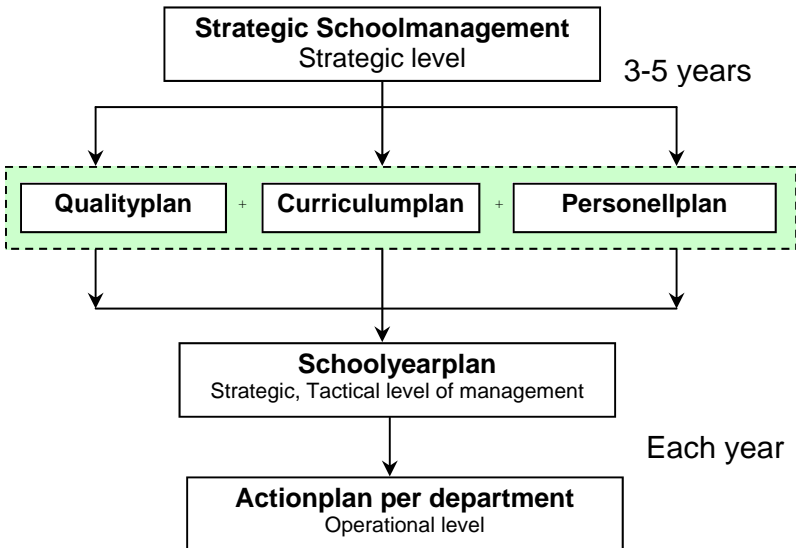 Strategic Schoolmanagement
Strategic level
3-5 years
Qualityplan + Curriculumplan + Personellplan
Schoolyearplan
Strategic, Tactical level of management
Each year
Actionplan per department
Operational level